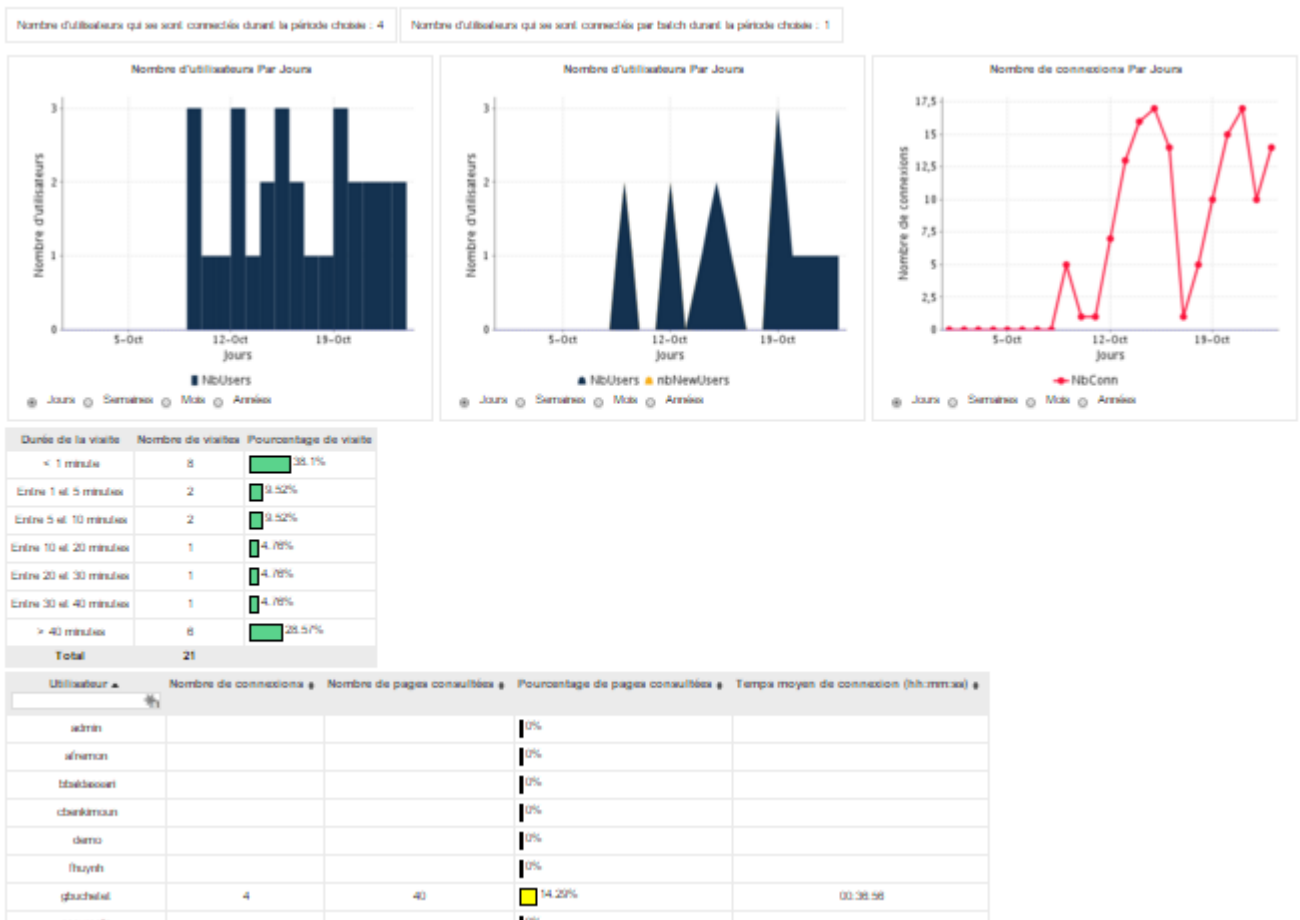 Nombre d'utilisateurs qui se sont connectés durant la période choisie : 4
Nombre d'utilisateurs qui se sont connectés par batch durant la période choisie : 1
Nombre d'utilisateurs Par Jours
Nombre d'utilisateurs
3
2
1
0
5-Oct 12-Oct 19-Oct
Jours
NbUsers
Jours Semaines Mois Années
Nombre d'utilisateurs Par Jours
Nombre d'utilisateurs
3
2
1
0
5-Oct 12-Oct 19-Oct
Jours
NbUsers nbNewUsers
Jours Semaines Mois Années
Nombre de connexions Par Jours
Nombre de connexions
17,5
15
12,5
10
7,5
5
2,5
0
5-Oct 12-Oct 19-Oct
Jours
NbConn
Jours Semaines Mois Années
Durée de la visite Nombre de visites Pourcentage de visite
< 1 minute 8 38.1%
Entre 1 et 5 minutes 2 9.52%
Entre 5 et 10 minutes 2 9.52%
Entre 10 et 20 minutes 1 4.76%
Entre 20 et 30 minutes 1 4.76%
Entre 30 et 40 minutes 1 4.76%
> 40 minutes 6 28.57%
Total 21
Utilisateur Nombre de connexions Nombre de pages consultées Pourcentage de pages consultées Temps moyen de connexion (hh:mm:ss)
admin 0%
afremon 0%
bbaldassari 0%
cbenkimoun 0%
demo 0%
fhuynh 0%
4 40 14.29%
0%